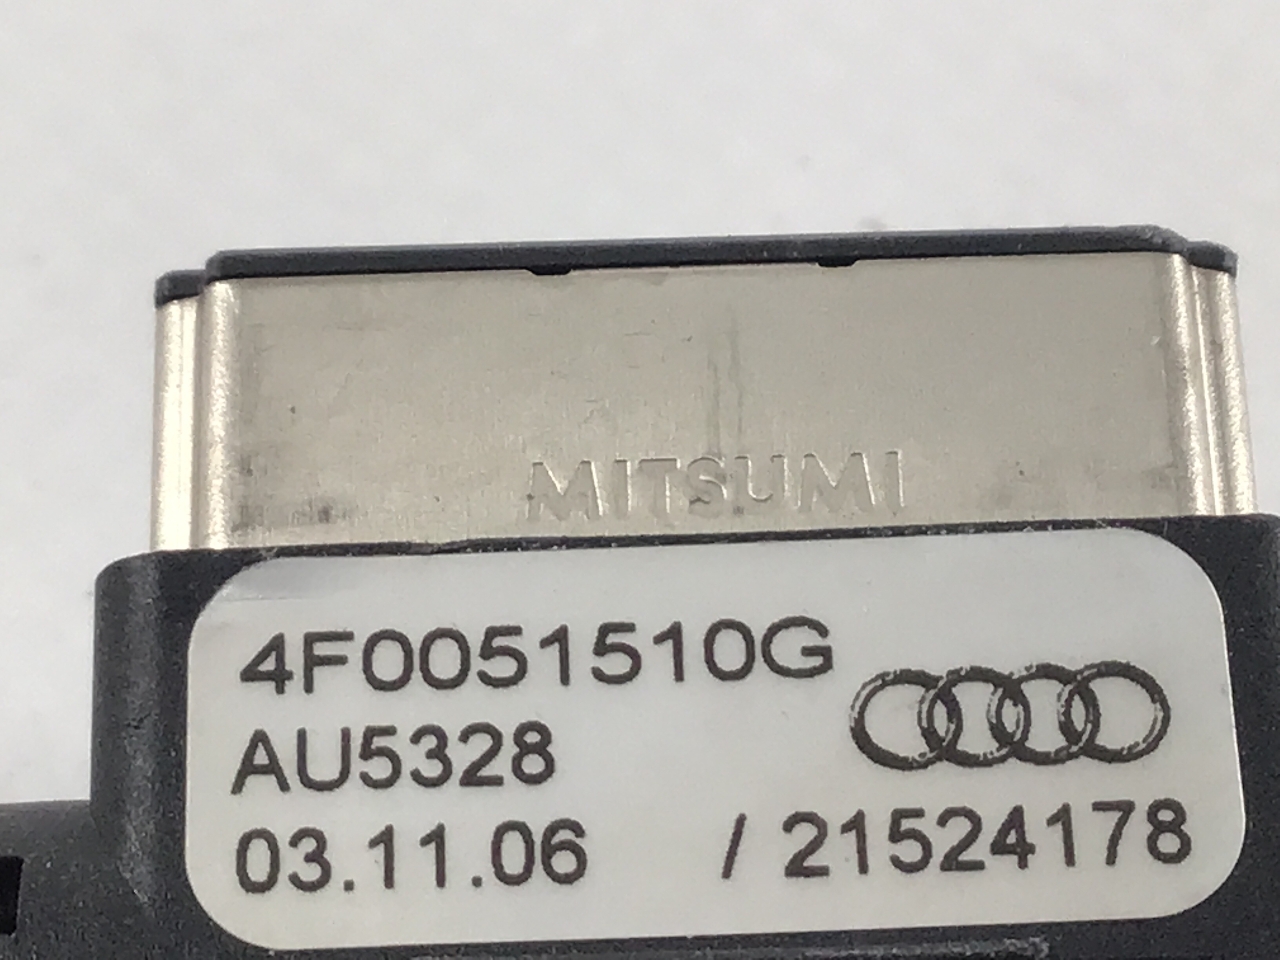 MITSUMI
4F0051510G
AU5328
03.11.06 / 21524178